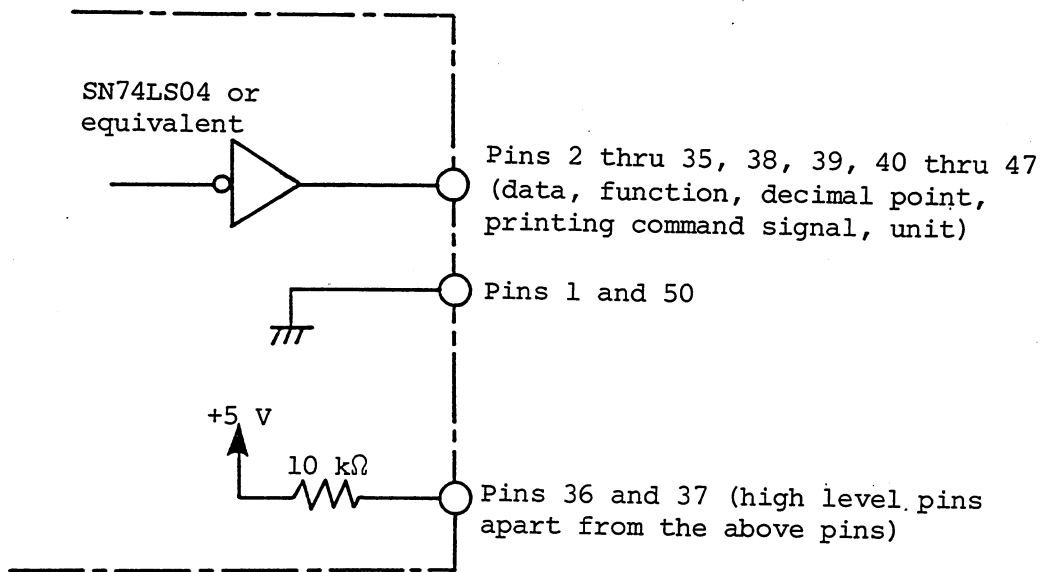 SN74LS04 or
equivalent
Pins 2 thru 35, 38, 39, 40 thru 47
(data, function, decimal point,
printing command signal, unit)
Pins 1 and 50
+5 V
10 kΩ
Pins 36 and 37 (high level pins
apart from the above pins)